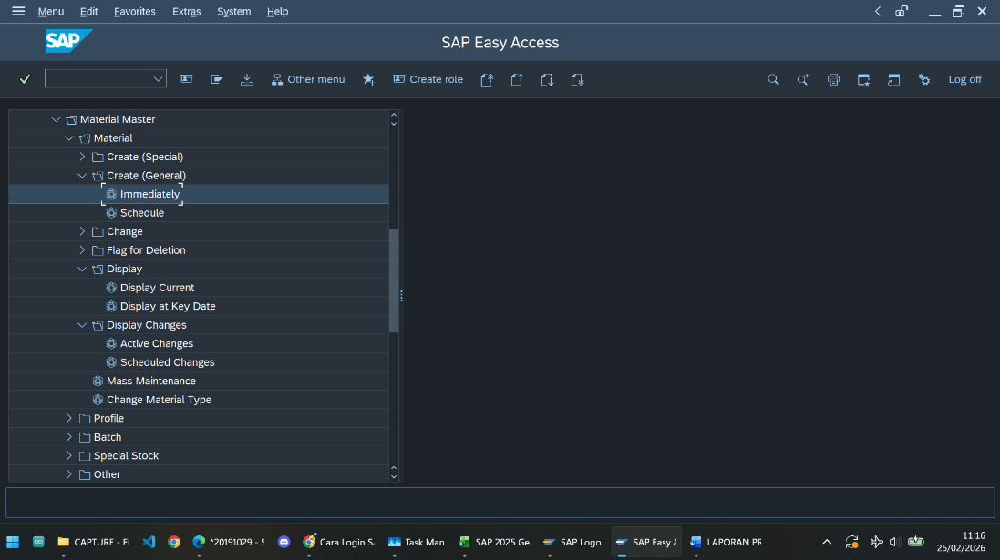 Menu Edit Favorites Extras System Help
SAP SAP Easy Access
Other menu Create role Log off
Material Master
Material
Create (Special)
Create (General)
Immediately
Schedule
Change
Flag for Deletion
Display
Display Current
Display at Key Date
Display Changes
Active Changes
Scheduled Changes
Mass Maintenance
Change Material Type
Profile
Batch
Special Stock
Other
CAPTURE - Fi *20191029 - S Cara Login SA Task Man SAP 2025 Ge SAP Logo SAP Easy A LAPORAN PR
11:16
25/02/2026